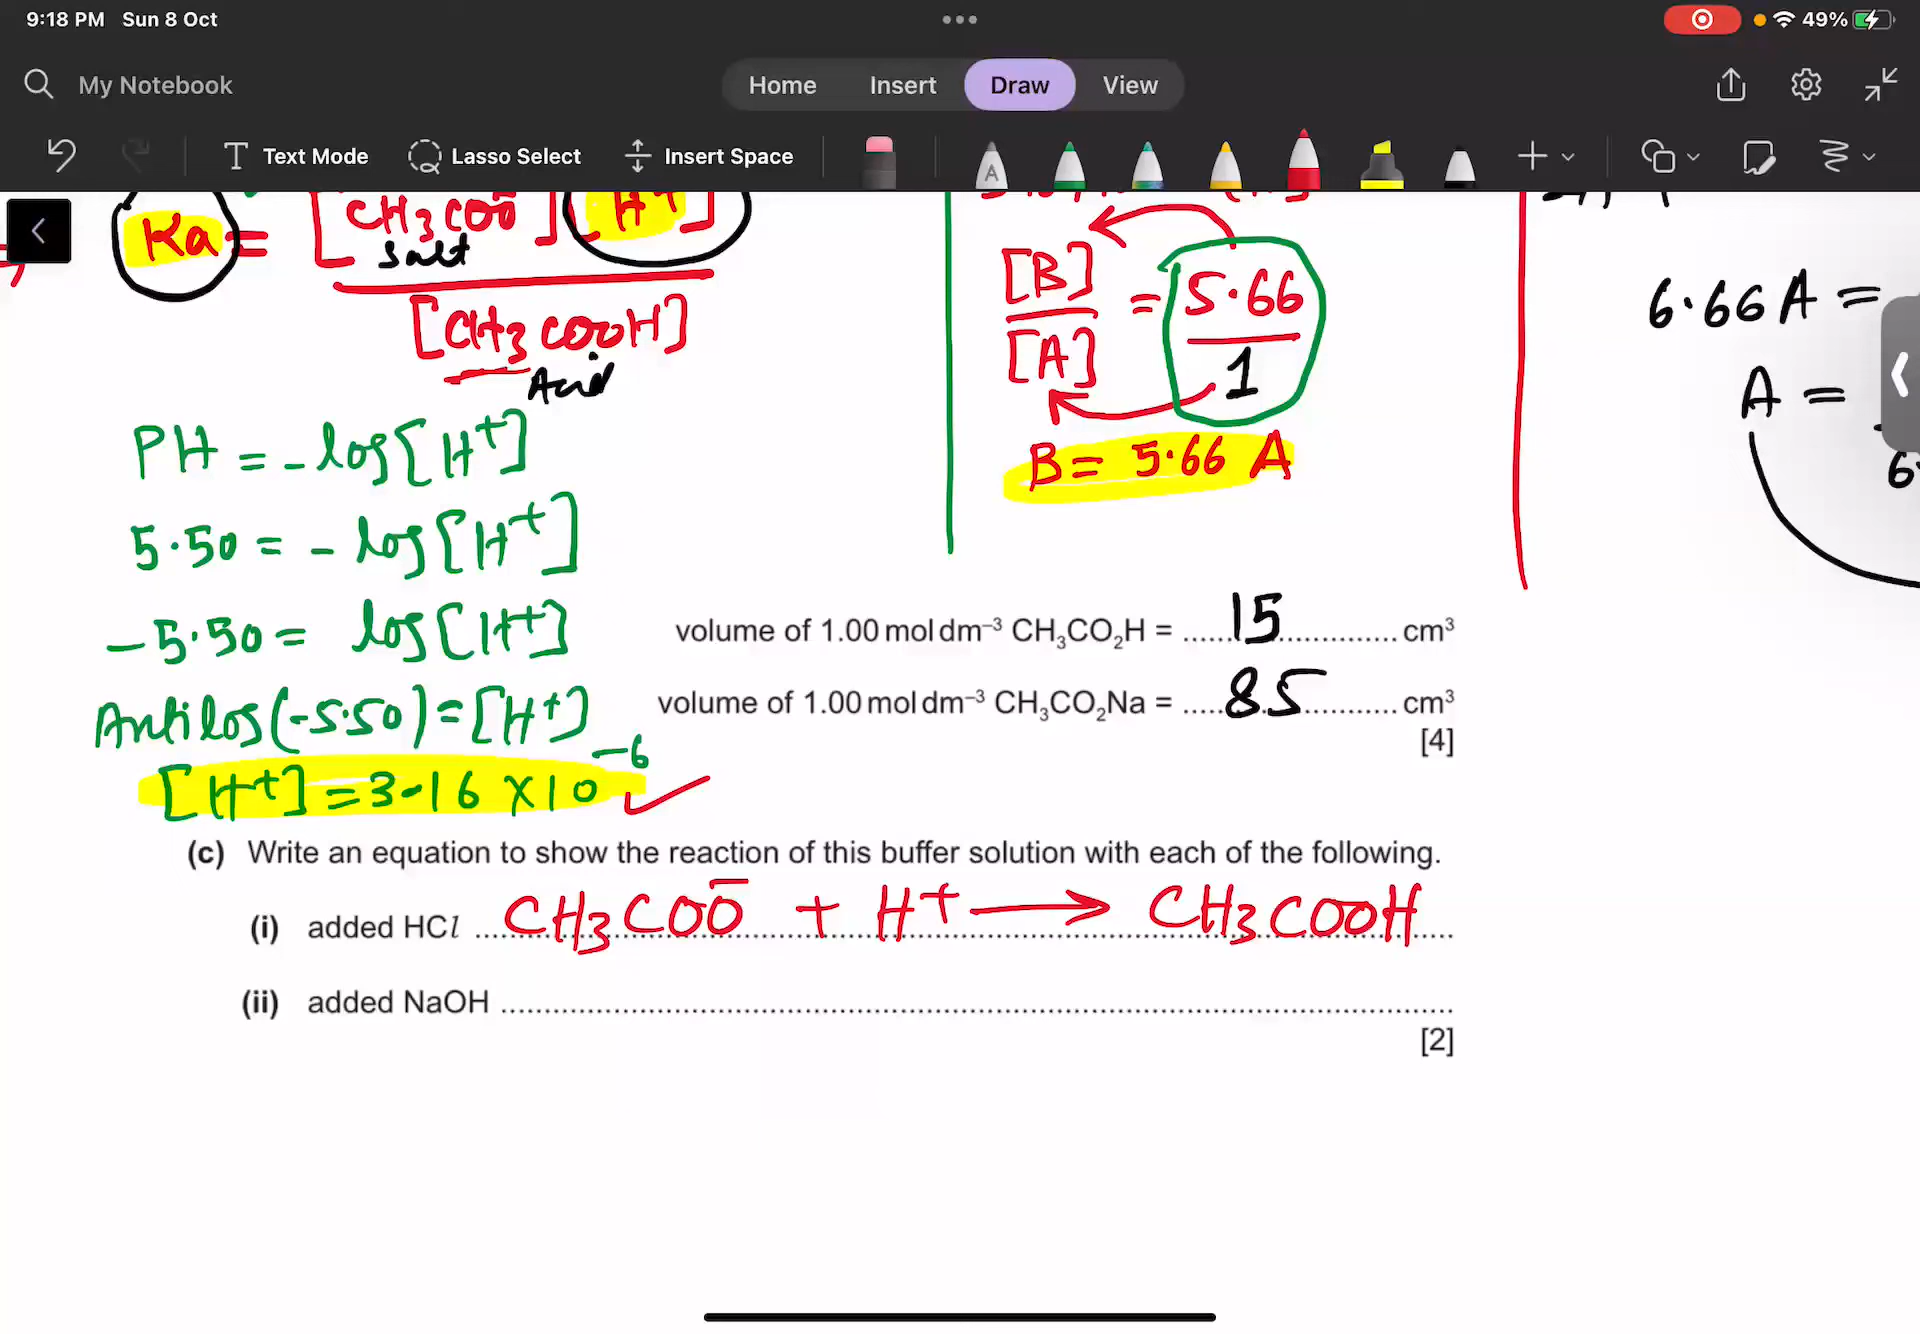 9:18 PM Sun 8 Oct
49%
My Notebook
Home Insert Draw View
Text Mode Lasso Select Insert Space
A
Ka = [CH3COO⁻] [H⁺]
Salt
[CH3COOH]
Acid
PH = -log[H⁺]
5.50 = - log[H⁺]
-5.50 = log[H⁺]
Antilog(-5.50) = [H⁺]
[H⁺] = 3.16 x 10⁻⁶
[B]
[A]
= 5.66
1
B = 5.66 A
6.66 A =
A =
volume of 1.00 mol dm⁻³ CH₃CO₂H = ...... 15 ............... cm³
volume of 1.00 mol dm⁻³ CH₃CO₂Na = ...... 85 ............ cm³
[4]
(c) Write an equation to show the reaction of this buffer solution with each of the following.
(i) added HCl ... CH3COO⁻ + H⁺ → CH3COOH ...
(ii) added NaOH ..............................................................
[2]